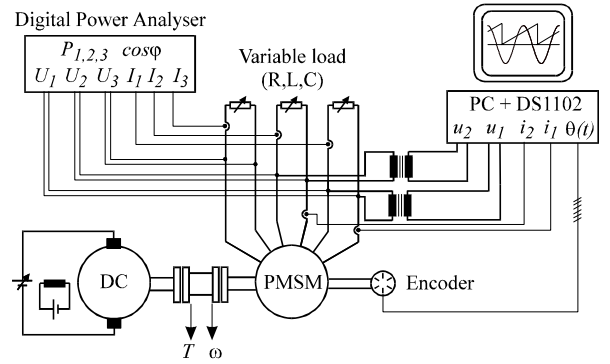 Digital Power Analyser
P1,2,3 cosφ
U1 U2 U3 I1 I2 I3
Variable load
(R,L,C)
PC + DS1102
u2 u1 i2 i1 θ(t)
DC
PMSM
Encoder
T ω